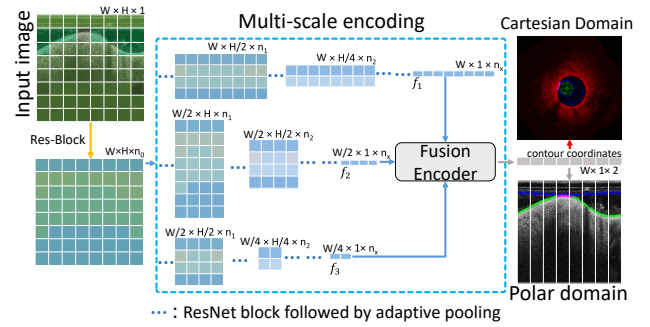 Multi-scale encoding
Cartesian Domain
Input image
W×H×1
Res-Block
W×H×n0
W × H/2 × n1
W × H/4 × n2
W × 1 × nx
f1
W/2 × H × n1
W/2 × H/2 × n2
W/2 × 1 × nx
f2
Fusion
Encoder
contour coordinates
W× 1× 2
W/2 × H/2 × n1
W/4 × H/4 × n2
W/4 × 1× nx
f3
Polar domain
: ResNet block followed by adaptive pooling